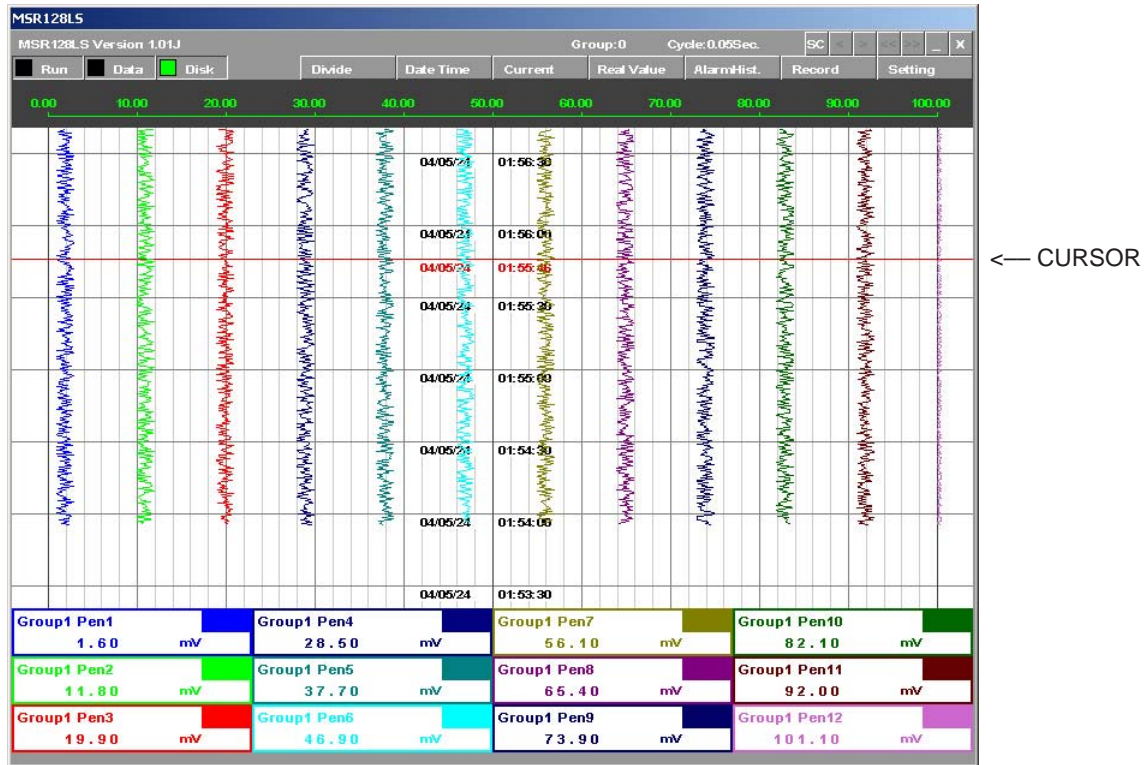 MSR128LS
MSR128LS Version 1.01J Group:0 Cycle:0.05Sec. SC < > << >> _ X
Run Data Disk Divide Date Time Current Real Value AlarmHist. Record Setting
0.00 10.00 20.00 30.00 40.00 50.00 60.00 70.00 80.00 90.00 100.00
04/05/24 01:56:30
04/05/24 01:56:00
<— CURSOR
04/05/24 01:55:46
04/05/24 01:55:30
04/05/24 01:55:00
04/05/24 01:54:30
04/05/24 01:54:00
04/05/24 01:53:30
Group1 Pen1 Group1 Pen4 Group1 Pen7 Group1 Pen10
1.60 mV 28.50 mV 56.10 mV 82.10 mV
Group1 Pen2 Group1 Pen5 Group1 Pen8 Group1 Pen11
11.80 mV 37.70 mV 65.40 mV 92.00 mV
Group1 Pen3 Group1 Pen6 Group1 Pen9 Group1 Pen12
19.90 mV 46.90 mV 73.90 mV 101.10 mV